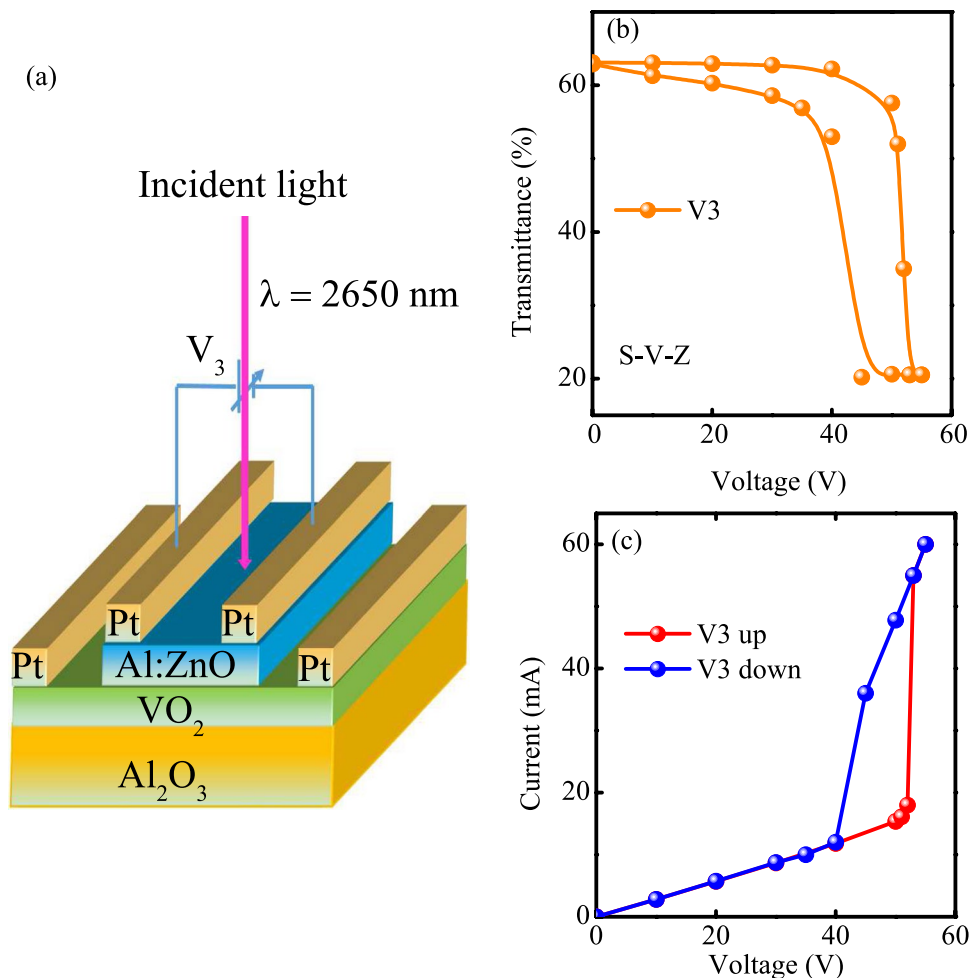 (a)
Incident light
λ = 2650 nm
V₃
Pt
Pt
Pt
Pt
Al:ZnO
VO₂
Al₂O₃
(b)
Transmittance (%)
60
40
20
V3
S-V-Z
0
20
40
60
Voltage (V)
(c)
Current (mA)
60
40
20
0
V3 up
V3 down
0
20
40
60
Voltage (V)